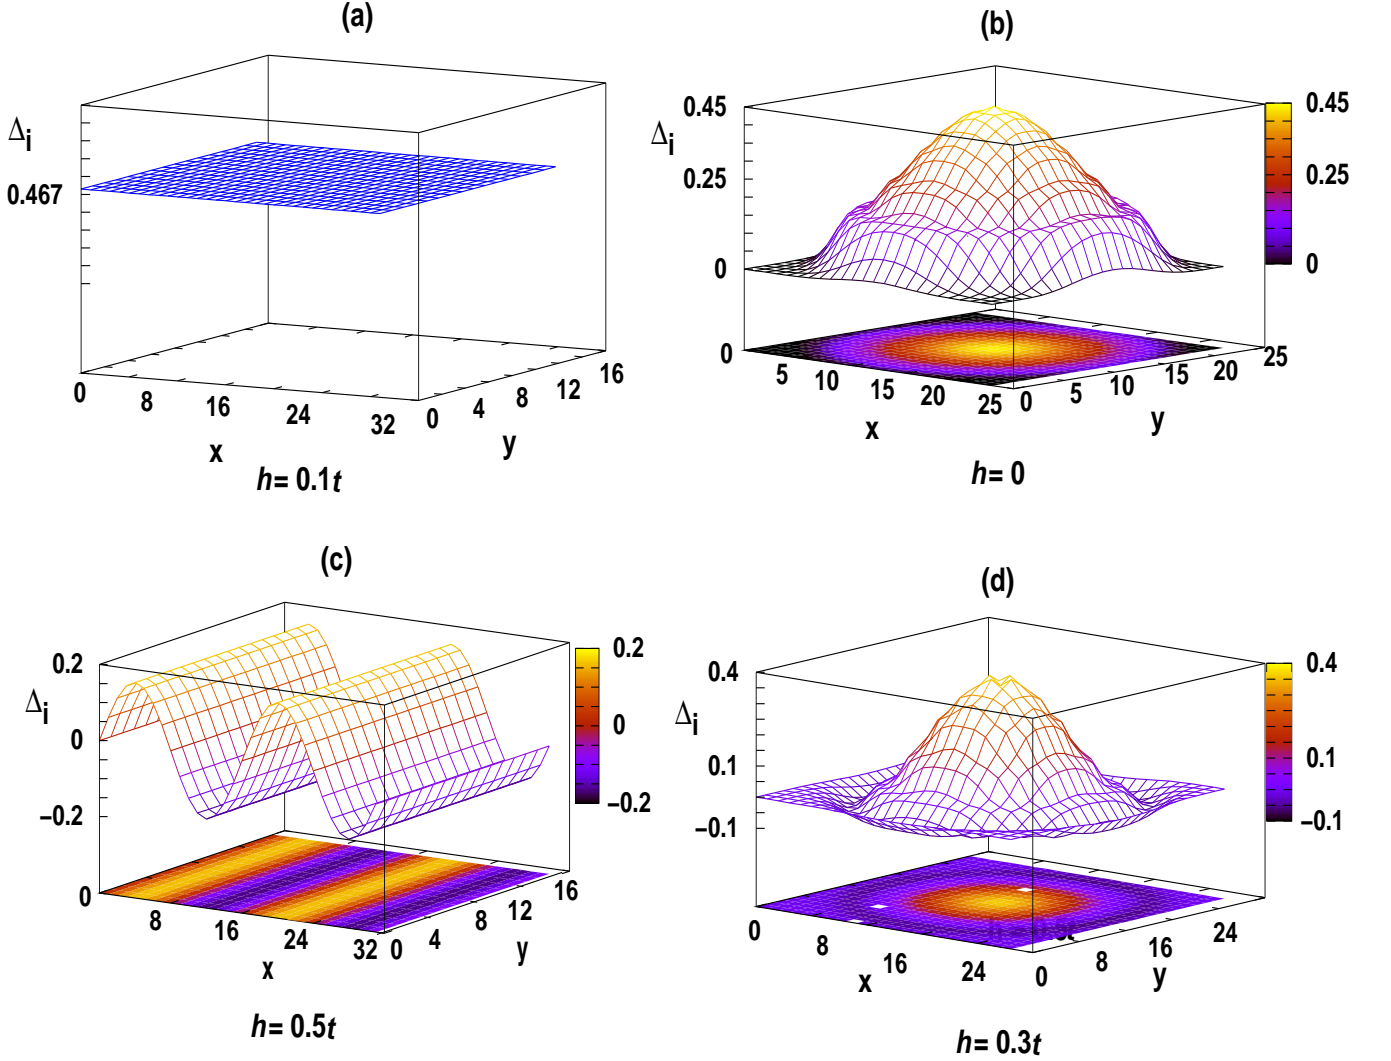 (a)
Δi
0.467
0 8 16 24 32
0 4 8 12 16
x
y
h= 0.1t
(b)
Δi
0.45
0.25
0
0
0.45
0.25
0
5 10 15 20 25
0 5 10 15 20 25
x
y
h= 0
(c)
Δi
0.2
0
−0.2
0
0.2
0
−0.2
8 16 24 32
0 4 8 12 16
x
y
h= 0.5t
(d)
Δi
0.4
0.1
−0.1
0.4
0.1
−0.1
0 8 16 24
0 8 16 24
x
y
h= 0.3t